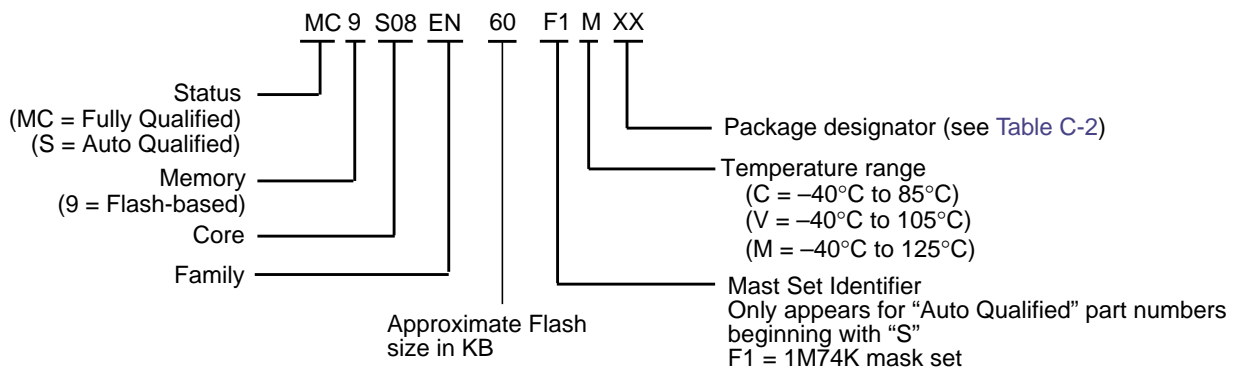 MC 9 S08 EN 60 F1 M XX
Status
(MC = Fully Qualified)
(S = Auto Qualified)
Memory
(9 = Flash-based)
Core
Family
Approximate Flash
size in KB
Package designator (see Table C-2)
Temperature range
(C = –40°C to 85°C)
(V = –40°C to 105°C)
(M = –40°C to 125°C)
Mast Set Identifier
Only appears for “Auto Qualified” part numbers
beginning with “S”
F1 = 1M74K mask set